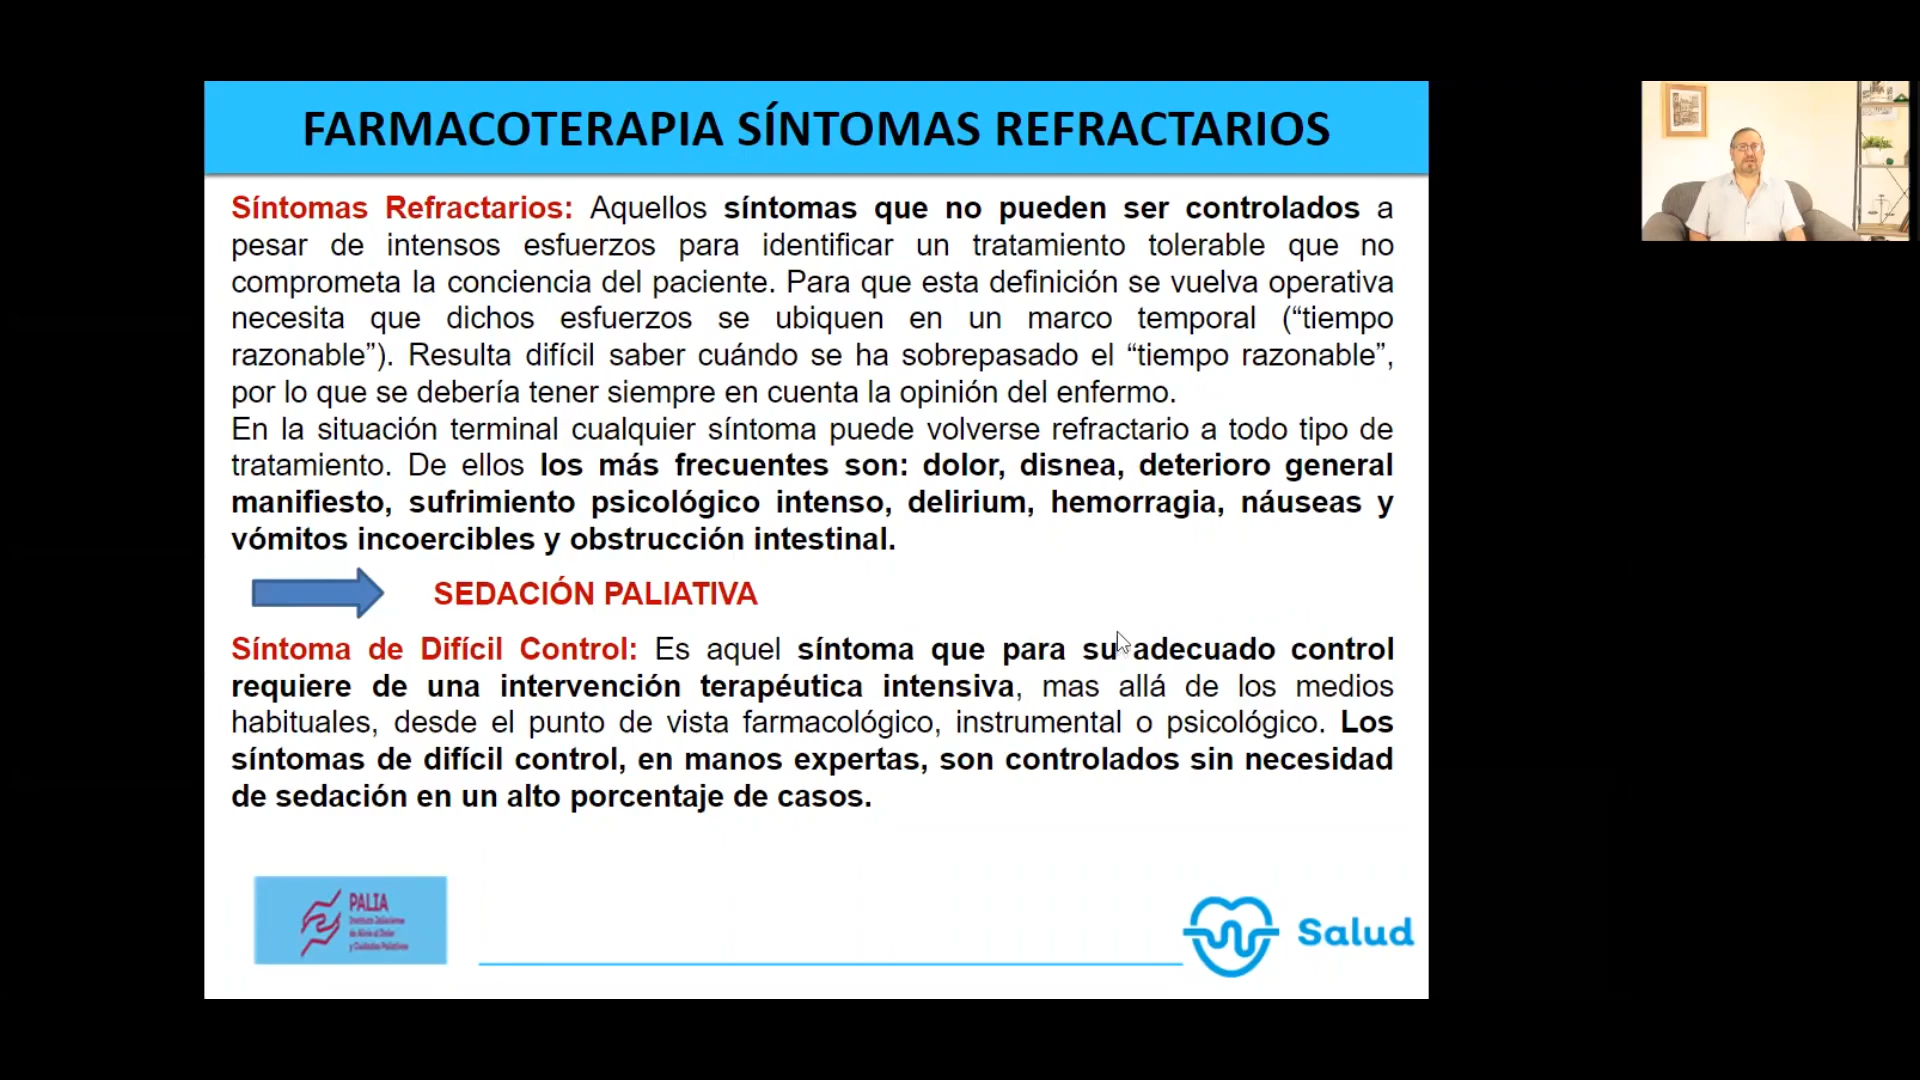 FARMACOTERAPIA SÍNTOMAS REFRACTARIOS
Síntomas Refractarios: Aquellos síntomas que no pueden ser controlados a
pesar de intensos esfuerzos para identificar un tratamiento tolerable que no
comprometa la conciencia del paciente. Para que esta definición se vuelva operativa
necesita que dichos esfuerzos se ubiquen en un marco temporal (“tiempo
razonable”). Resulta difícil saber cuándo se ha sobrepasado el “tiempo razonable”,
por lo que se debería tener siempre en cuenta la opinión del enfermo.
En la situación terminal cualquier síntoma puede volverse refractario a todo tipo de
tratamiento. De ellos los más frecuentes son: dolor, disnea, deterioro general
manifiesto, sufrimiento psicológico intenso, delirium, hemorragia, náuseas y
vómitos incoercibles y obstrucción intestinal.
SEDACIÓN PALIATIVA
Síntoma de Difícil Control: Es aquel síntoma que para su adecuado control
requiere de una intervención terapéutica intensiva, mas allá de los medios
habituales, desde el punto de vista farmacológico, instrumental o psicológico. Los
síntomas de difícil control, en manos expertas, son controlados sin necesidad
de sedación en un alto porcentaje de casos.
PALIA
Instituto Jalisciense
de Alivio al Dolor
y Cuidados Paliativos
Salud